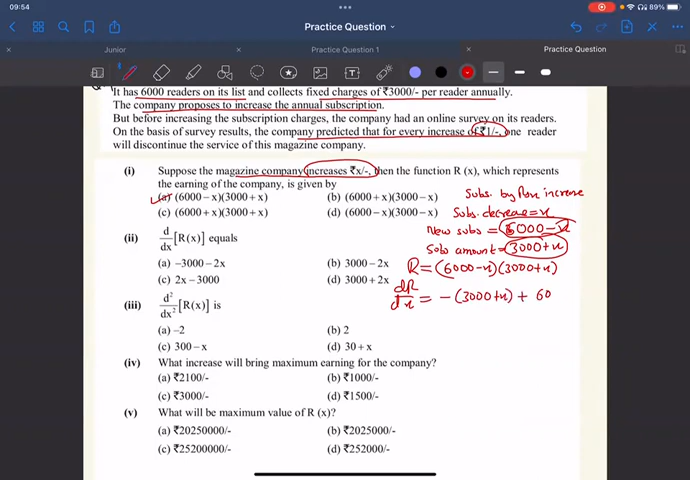 09:54
89%
Practice Question
Junior
Practice Question 1
Practice Question
It has 6000 readers on its list and collects fixed charges of ₹3000/- per reader annually.
The company proposes to increase the annual subscription.
But before increasing the subscription charges, the company had an online survey on its readers.
On the basis of survey results, the company predicted that for every increase of ₹1/-, one reader
will discontinue the service of this magazine company.
(i) Suppose the magazine company increases ₹x/-, then the function R (x), which represents
the earning of the company, is given by
(a) (6000 – x)(3000 + x) (b) (6000 + x)(3000 – x)
(c) (6000 + x)(3000 + x) (d) (6000 – x)(3000 – x)
Subs. by Rs x increase
Subs. decrease = x
New subs = 6000 – x
Subs amount = 3000 + x
R = (6000 – x)(3000 + x)
dR/dx = – (3000 + x) + 60
(ii) d/dx [R(x)] equals
(a) –3000 – 2x (b) 3000 – 2x
(c) 2x – 3000 (d) 3000 + 2x
(iii) d²/dx² [R(x)] is
(a) –2 (b) 2
(c) 300 – x (d) 30 + x
(iv) What increase will bring maximum earning for the company?
(a) ₹2100/- (b) ₹1000/-
(c) ₹3000/- (d) ₹1500/-
(v) What will be maximum value of R (x)?
(a) ₹20250000/- (b) ₹2025000/-
(c) ₹25200000/- (d) ₹252000/-